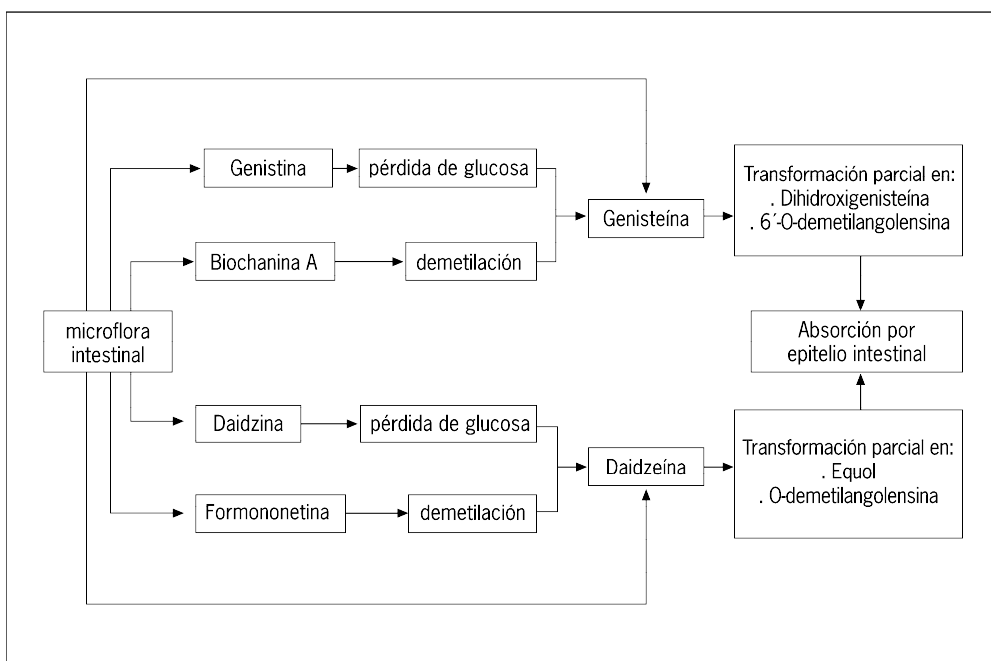 Genistina
pérdida de glucosa
Genisteína
Transformación parcial en:
. Dihidroxigenisteína
. 6´-O-demetilangolensina
Biochanina A
demetilación
microflora
intestinal
Absorción por
epitelio intestinal
Daidzina
pérdida de glucosa
Daidzeína
Transformación parcial en:
. Equol
. O-demetilangolensina
Formononetina
demetilación